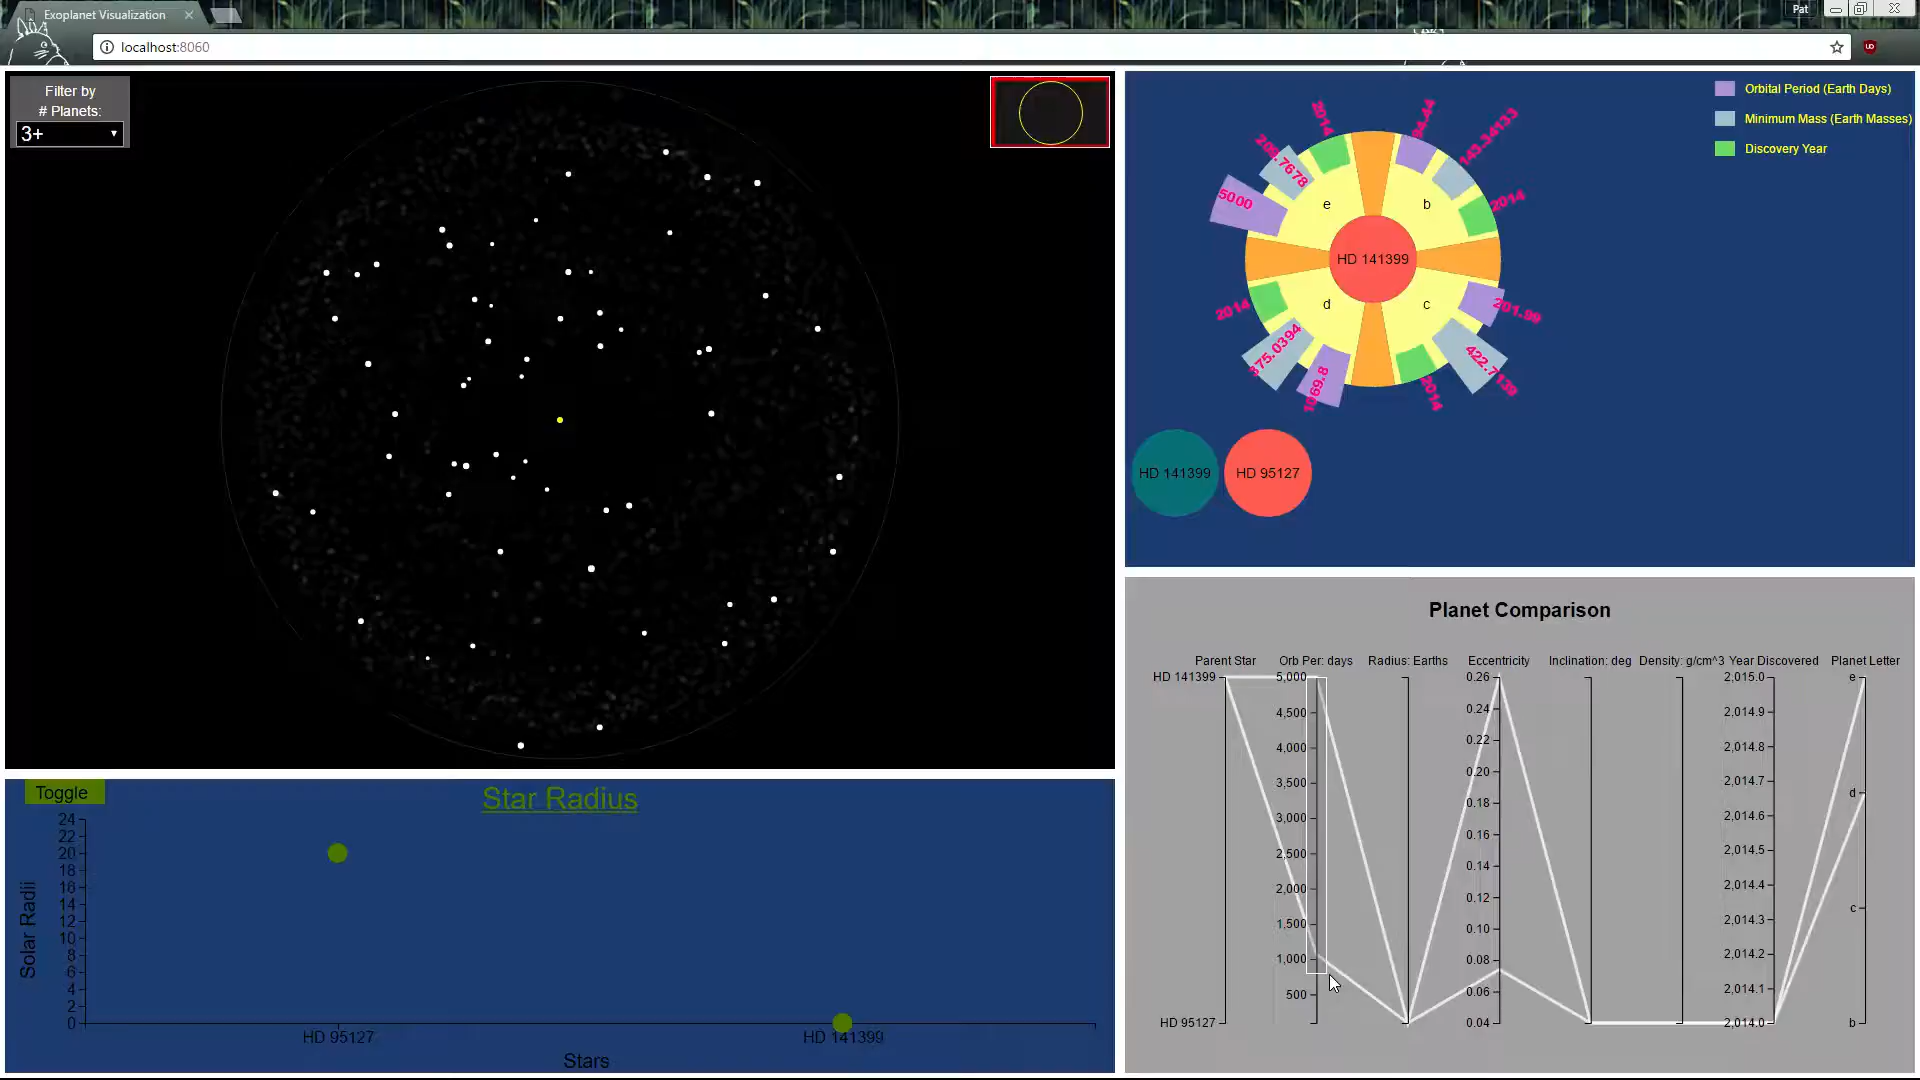 Exoplanet Visualization
Pat
localhost:8060
Filter by
# Planets:
3+
Orbital Period (Earth Days)
Minimum Mass (Earth Masses)
Discovery Year
2014
94.44
209.7678
143.34133
5000
2014
e
b
HD 141399
d
c
2014
201.99
375.0394
422.7139
1069.8
2014
HD 141399
HD 95127
Toggle
Star Radius
24
22
20
18
16
14
12
10
8
6
4
2
0
Solar Radii
HD 95127
HD 141399
Stars
Planet Comparison
Parent Star
Orb Per: days
Radius: Earths
Eccentricity
Inclination: deg
Density: g/cm^3
Year Discovered
Planet Letter
HD 141399
HD 95127
5,000
4,500
4,000
3,500
3,000
2,500
2,000
1,500
1,000
500
0.26
0.24
0.22
0.20
0.18
0.16
0.14
0.12
0.10
0.08
0.06
0.04
2,015.0
2,014.9
2,014.8
2,014.7
2,014.6
2,014.5
2,014.4
2,014.3
2,014.2
2,014.1
2,014.0
e
d
c
b